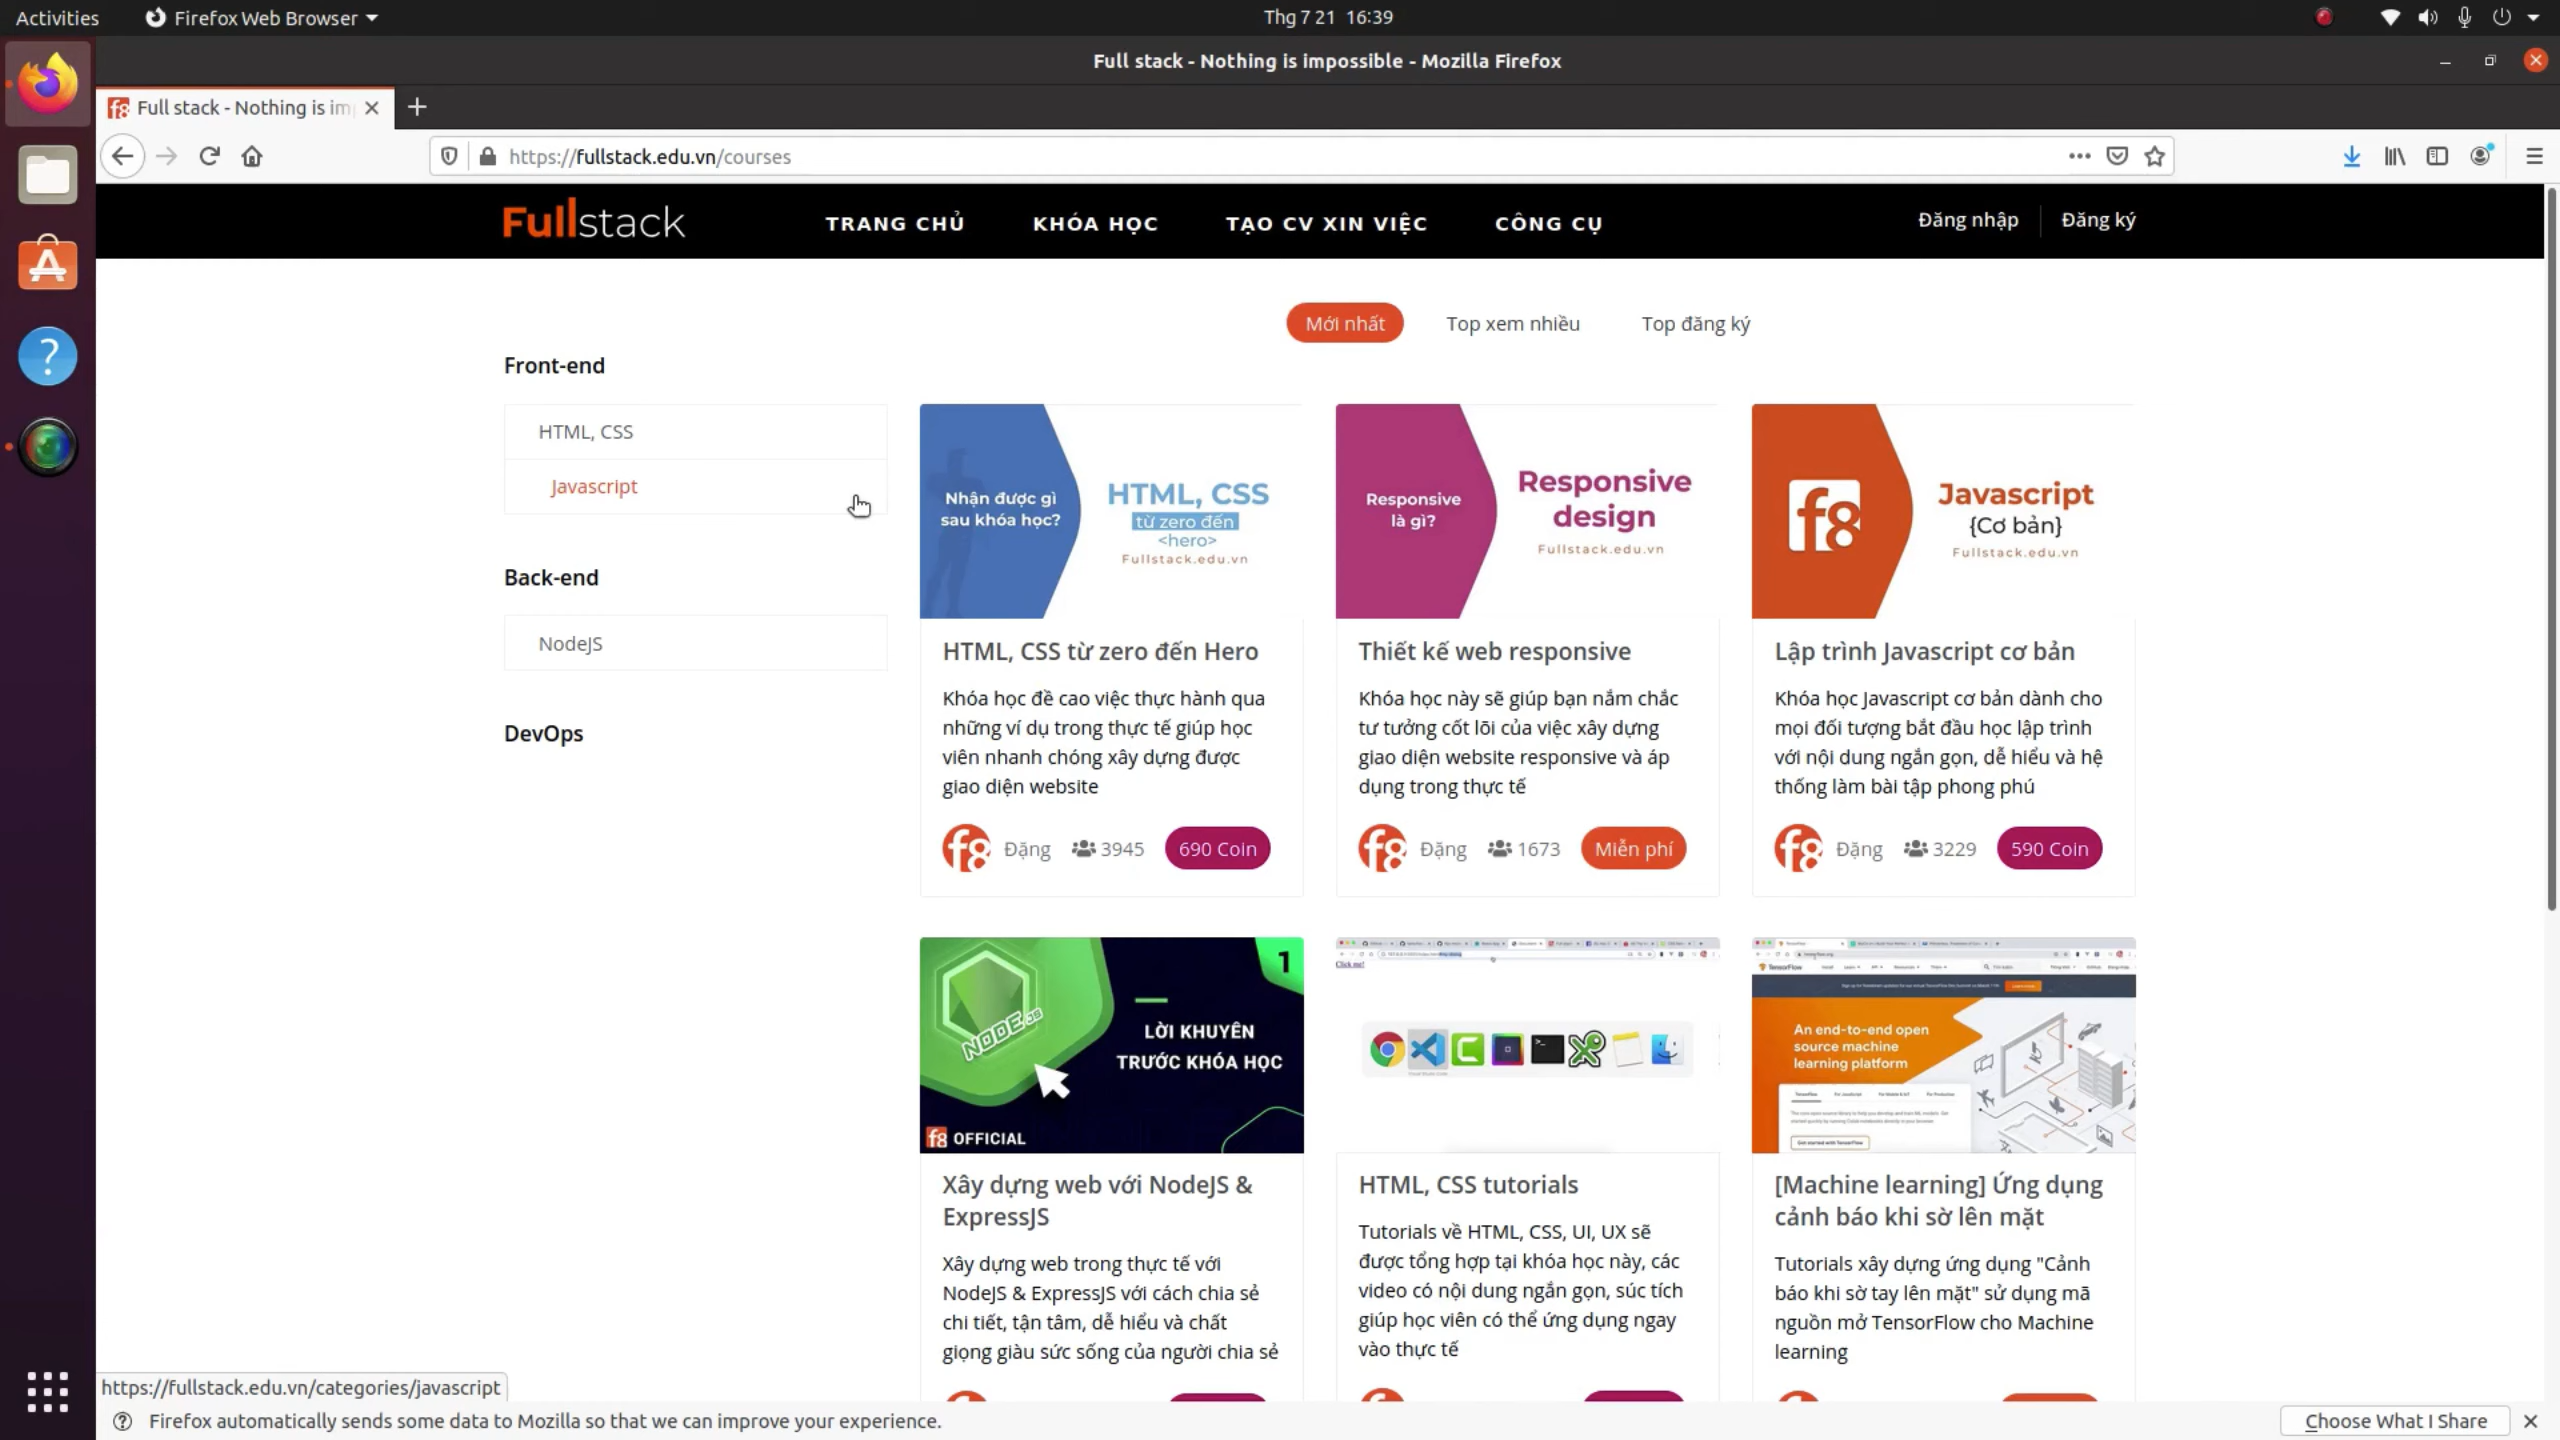 Activities
Firefox Web Browser
Thg 7 21 16:39
Full stack - Nothing is impossible - Mozilla Firefox
Full stack - Nothing is im
https://fullstack.edu.vn/courses
Fullstack
TRANG CHỦ
KHÓA HỌC
TẠO CV XIN VIỆC
CÔNG CỤ
Đăng nhập
Đăng ký
Mới nhất
Top xem nhiều
Top đăng ký
Front-end
HTML, CSS
Javascript
Back-end
NodeJS
DevOps
Nhận được gì
sau khóa học?
HTML, CSS
từ zero đến
<hero>
Fullstack.edu.vn
HTML, CSS từ zero đến Hero
Khóa học đề cao việc thực hành qua
những ví dụ trong thực tế giúp học
viên nhanh chóng xây dựng được
giao diện website
f8 Đặng 3945 690 Coin
Responsive
là gì?
Responsive
design
Fullstack.edu.vn
Thiết kế web responsive
Khóa học này sẽ giúp bạn nắm chắc
tư tưởng cốt lõi của việc xây dựng
giao diện website responsive và áp
dụng trong thực tế
f8 Đặng 1673 Miễn phí
f8
Javascript
{Cơ bản}
Fullstack.edu.vn
Lập trình Javascript cơ bản
Khóa học Javascript cơ bản dành cho
mọi đối tượng bắt đầu học lập trình
với nội dung ngắn gọn, dễ hiểu và hệ
thống làm bài tập phong phú
f8 Đặng 3229 590 Coin
1
NODE JS
LỜI KHUYÊN
TRƯỚC KHÓA HỌC
f8 OFFICIAL
Xây dựng web với NodeJS &
ExpressJS
Xây dựng web trong thực tế với
NodeJS & ExpressJS với cách chia sẻ
chi tiết, tận tâm, dễ hiểu và chất
giọng giàu sức sống của người chia sẻ
Click me!
HTML, CSS tutorials
Tutorials về HTML, CSS, UI, UX sẽ
được tổng hợp tại khóa học này, các
video có nội dung ngắn gọn, súc tích
giúp học viên có thể ứng dụng ngay
vào thực tế
TensorFlow
An end-to-end open
source machine
learning platform
Get started with TensorFlow
[Machine learning] Ứng dụng
cảnh báo khi sờ lên mặt
Tutorials xây dựng ứng dụng "Cảnh
báo khi sờ tay lên mặt" sử dụng mã
nguồn mở TensorFlow cho Machine
learning
https://fullstack.edu.vn/categories/javascript
Firefox automatically sends some data to Mozilla so that we can improve your experience.
Choose What I Share